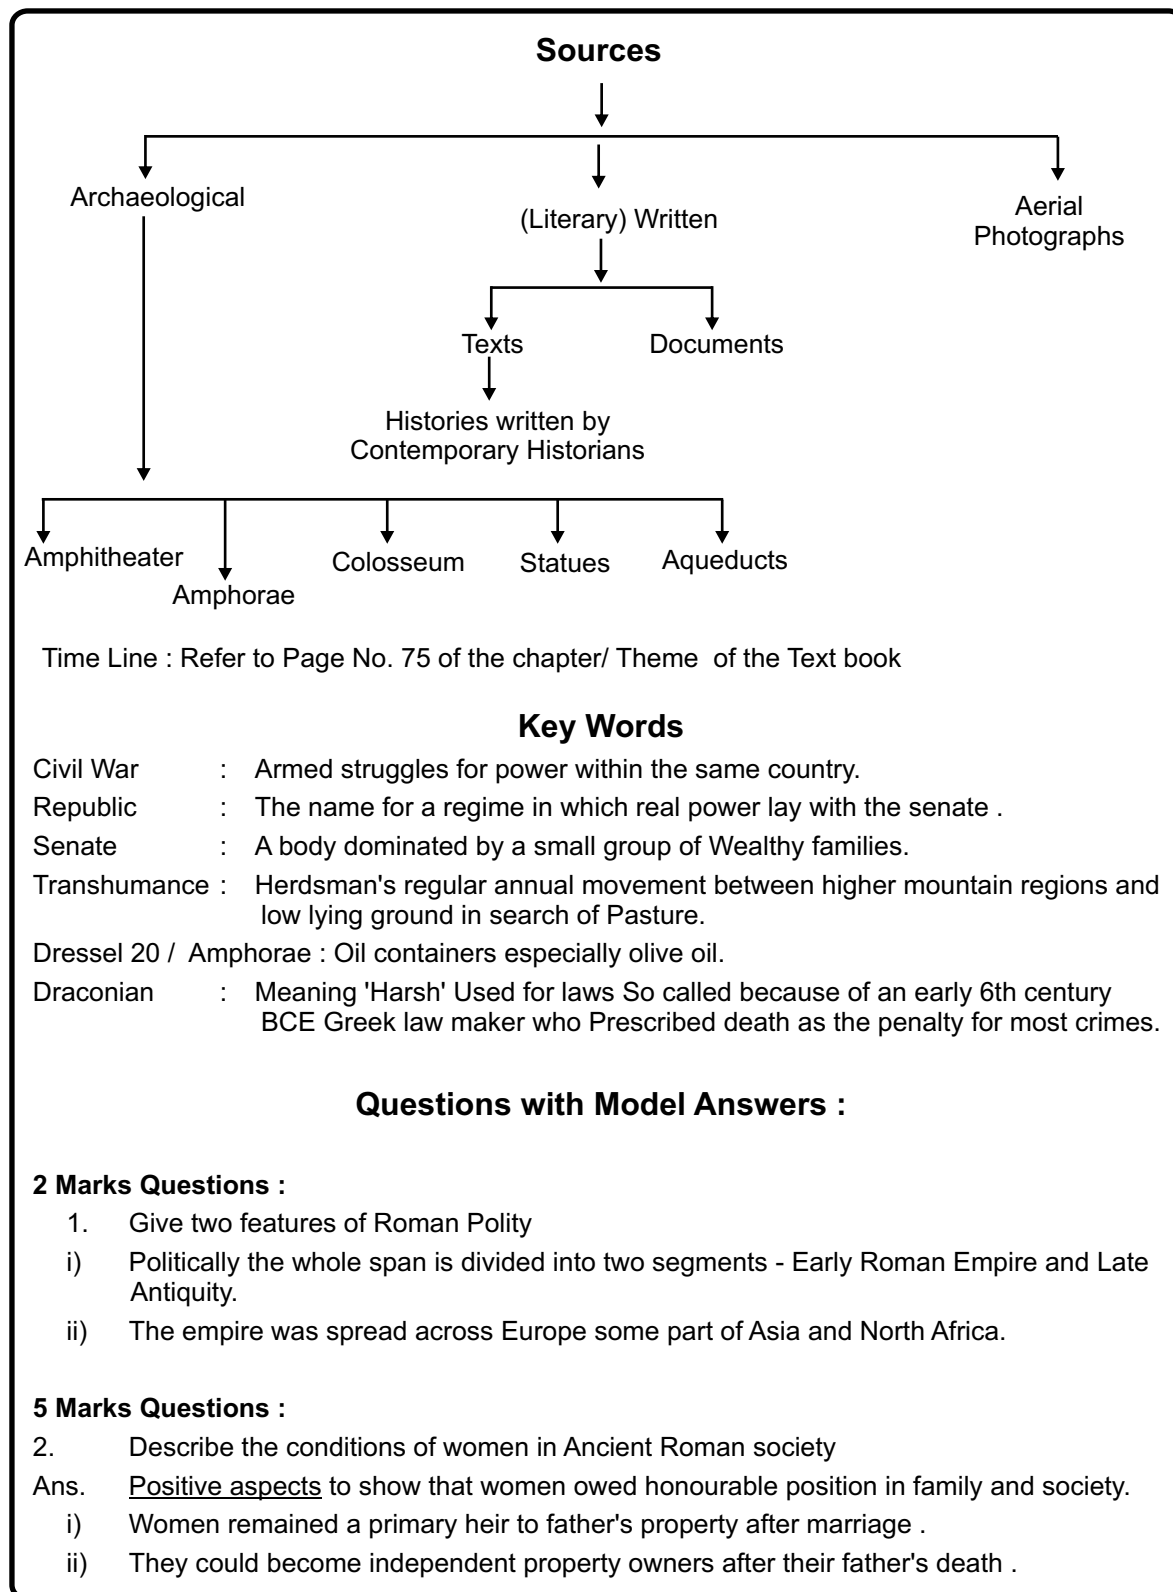 Sources
Archaeological
(Literary) Written
Aerial
Photographs
Texts
Documents
Histories written by
Contemporary Historians
Amphitheater
Amphorae
Colosseum
Statues
Aqueducts
Time Line : Refer to Page No. 75 of the chapter/ Theme of the Text book
Key Words
Civil War : Armed struggles for power within the same country.
Republic : The name for a regime in which real power lay with the senate .
Senate : A body dominated by a small group of Wealthy families.
Transhumance : Herdsman's regular annual movement between higher mountain regions and
low lying ground in search of Pasture.
Dressel 20 / Amphorae : Oil containers especially olive oil.
Draconian : Meaning 'Harsh' Used for laws So called because of an early 6th century
BCE Greek law maker who Prescribed death as the penalty for most crimes.
Questions with Model Answers :
2 Marks Questions :
1. Give two features of Roman Polity
i) Politically the whole span is divided into two segments - Early Roman Empire and Late
Antiquity.
ii) The empire was spread across Europe some part of Asia and North Africa.
5 Marks Questions :
2. Describe the conditions of women in Ancient Roman society
Ans. Positive aspects to show that women owed honourable position in family and society.
i) Women remained a primary heir to father's property after marriage .
ii) They could become independent property owners after their father's death .